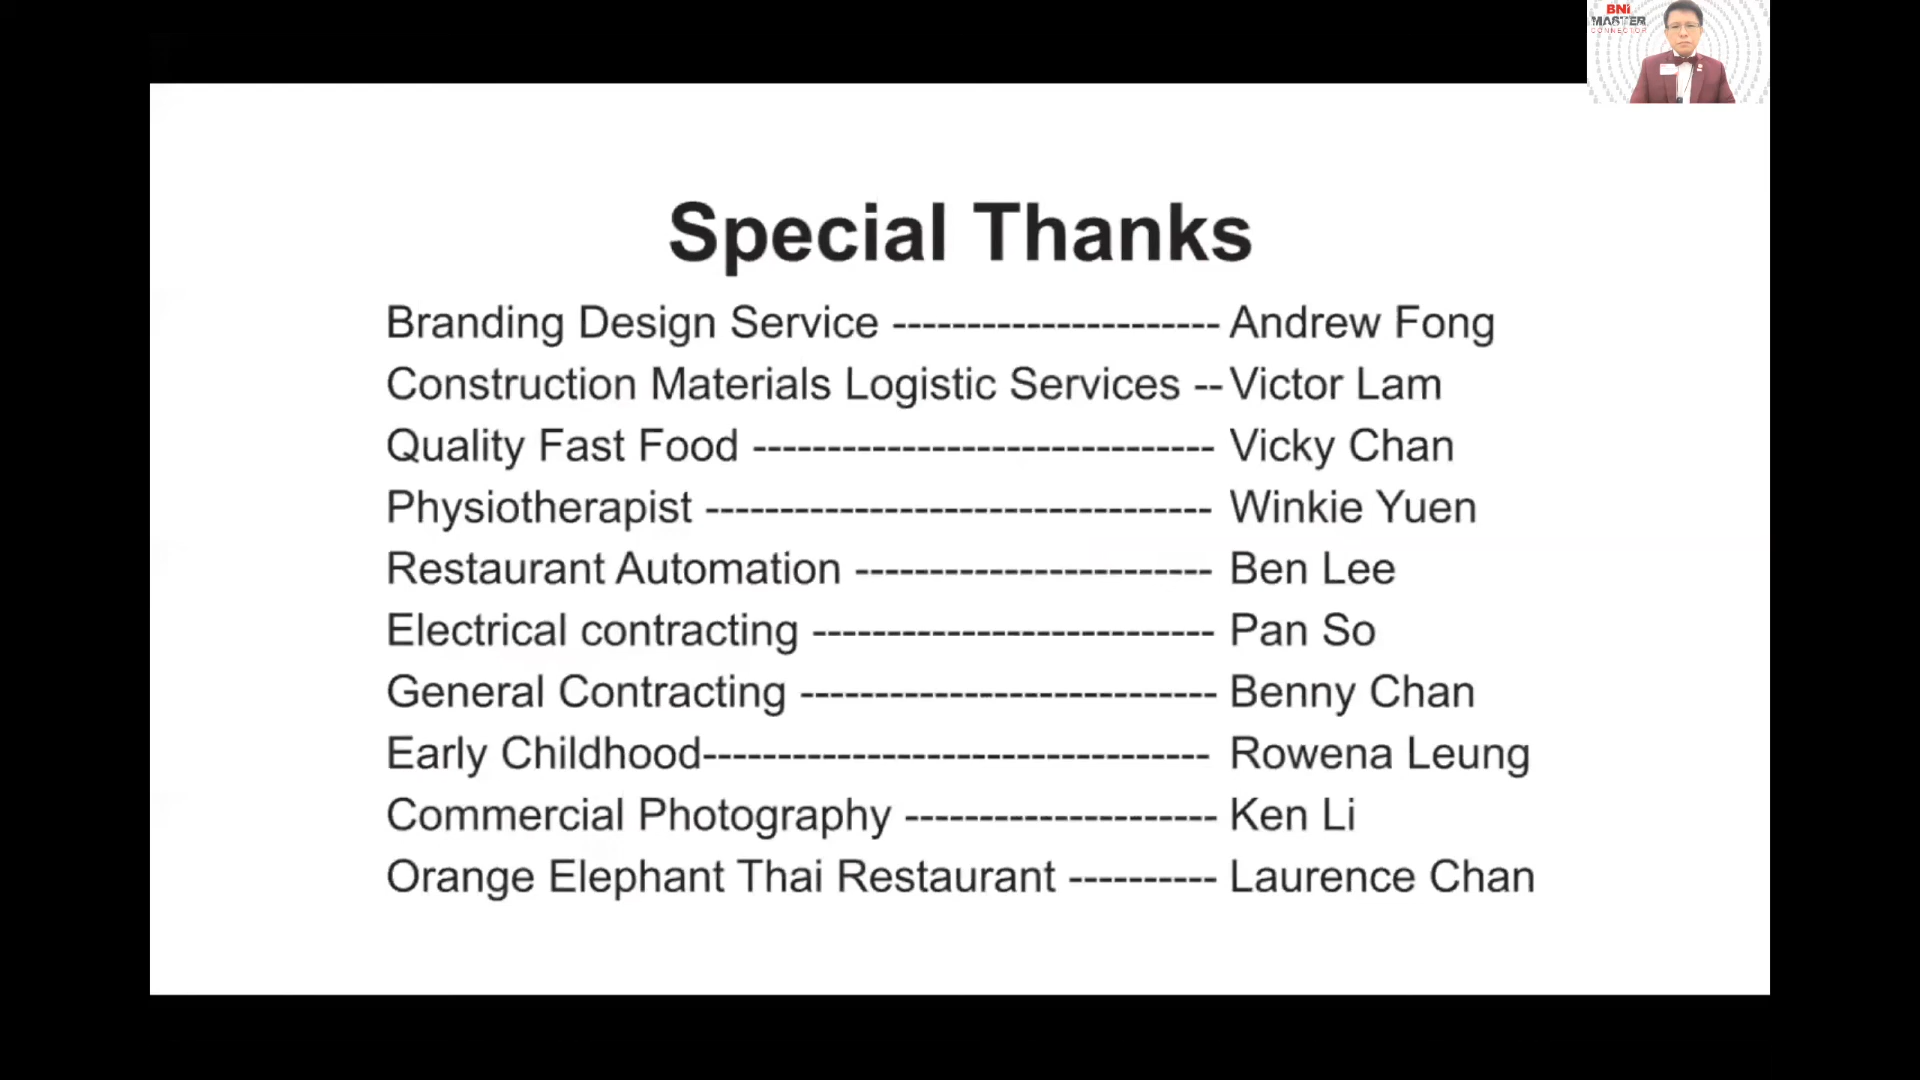 BNI
MASTER
CONNECTOR
Special Thanks
Branding Design Service ---------------------- Andrew Fong
Construction Materials Logistic Services -- Victor Lam
Quality Fast Food ------------------------------- Vicky Chan
Physiotherapist ---------------------------------- Winkie Yuen
Restaurant Automation ------------------------ Ben Lee
Electrical contracting --------------------------- Pan So
General Contracting ---------------------------- Benny Chan
Early Childhood---------------------------------- Rowena Leung
Commercial Photography --------------------- Ken Li
Orange Elephant Thai Restaurant ---------- Laurence Chan